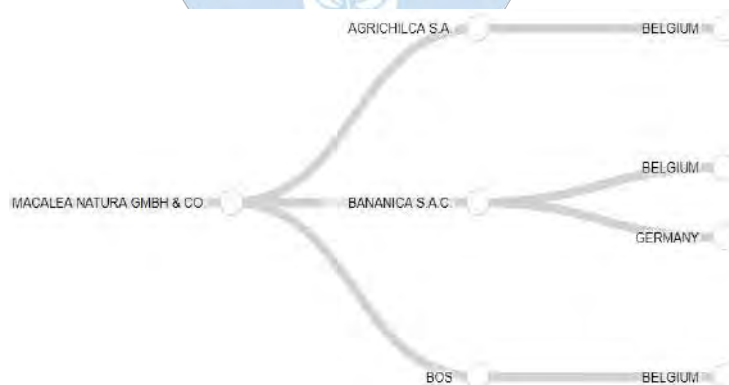 AGRICHILCA S.A.
BELGIUM
BELGIUM
MACALEA NATURA GMBH & CO.
BANANICA S.A.C.
GERMANY
BOS
BELGIUM